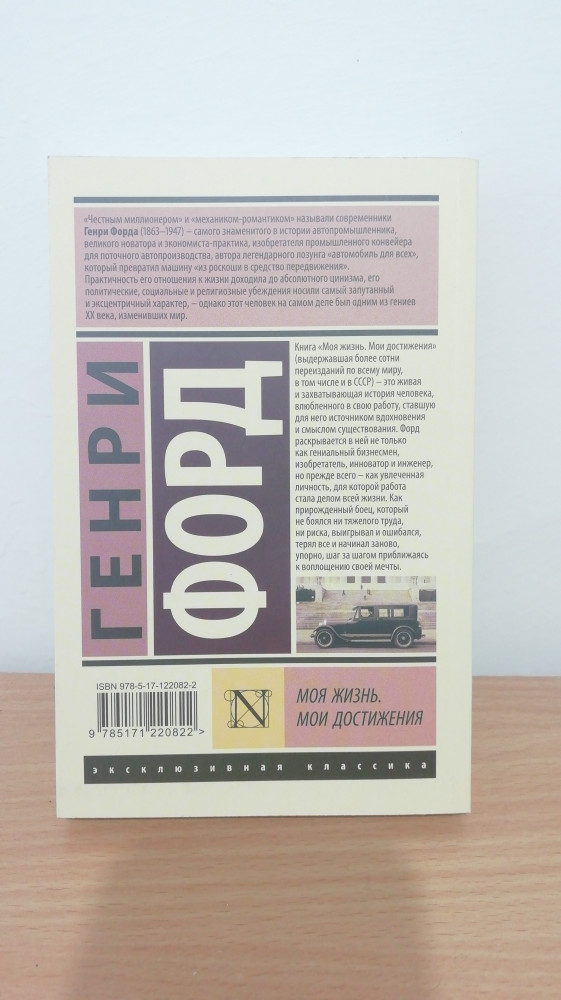 «Честным миллионером» и «механиком-романтиком» называли современники
Генри Форда (1863–1947) – самого знаменитого в истории автопромышленника,
великого новатора и экономиста-практика, изобретателя промышленного конвейера
для поточного автопроизводства, автора легендарного лозунга «автомобиль для всех»,
который превратил машину «из роскоши в средство передвижения».
Практичность его отношения к жизни доходила до абсолютного цинизма, его
политические, социальные и религиозные убеждения носили самый запутанный
и эксцентричный характер, – однако этот человек на самом деле был одним из гениев
XX века, изменивших мир.
ГЕНРИ
ФОРД
Книга «Моя жизнь. Мои достижения»
(выдержавшая более сотни
переизданий по всему миру,
в том числе и в СССР) – это живая
и захватывающая история человека,
влюбленного в свою работу, ставшую
для него источником вдохновения
и смыслом существования. Форд
раскрывается в ней не только
как гениальный бизнесмен,
изобретатель, инноватор и инженер,
но прежде всего – как увлеченная
личность, для которой работа
стала делом всей жизни. Как
прирожденный боец, который
не боялся ни тяжелого труда,
ни риска, выигрывал и ошибался,
терял все и начинал заново,
упорно, шаг за шагом приближаясь
к воплощению своей мечты.
ISBN 978-5-17-122082-2
9 785171 220822 >
N
МОЯ ЖИЗНЬ.
МОИ ДОСТИЖЕНИЯ
эксклюзивная классика